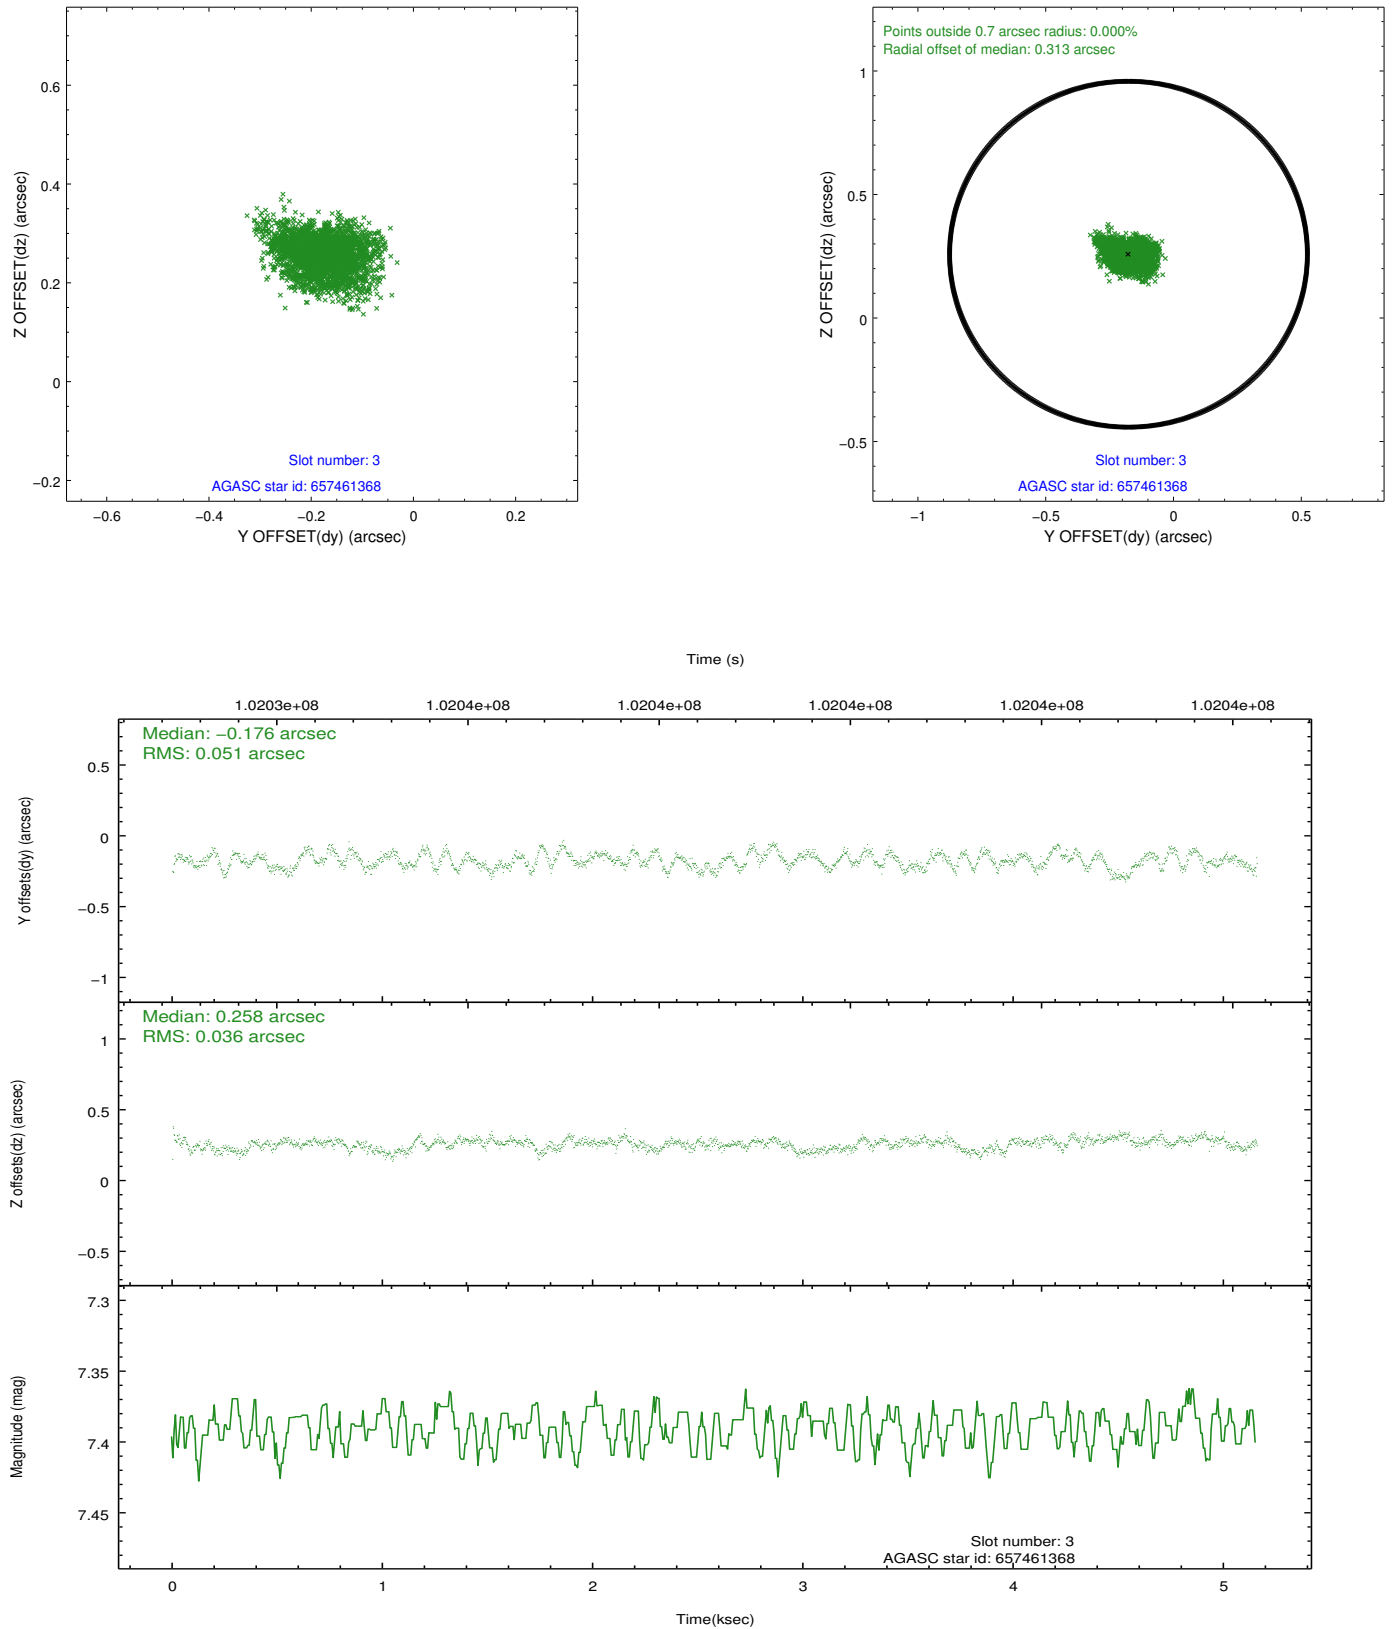 0.6
0.4
0.2
0
−0.2
Z OFFSET(dz) (arcsec)
Slot number: 3
AGASC star id: 657461368
−0.6 −0.4 −0.2 0 0.2
Y OFFSET(dy) (arcsec)
Points outside 0.7 arcsec radius: 0.000%
Radial offset of median: 0.313 arcsec
1
0.5
0
−0.5
Z OFFSET(dz) (arcsec)
Slot number: 3
AGASC star id: 657461368
−1 −0.5 0 0.5
Y OFFSET(dy) (arcsec)
Time (s)
1.0203e+08 1.0204e+08 1.0204e+08 1.0204e+08 1.0204e+08 1.0204e+08
Median: −0.176 arcsec
RMS: 0.051 arcsec
0.5
0
−0.5
−1
Y offsets(dy) (arcsec)
Median: 0.258 arcsec
RMS: 0.036 arcsec
1
0.5
0
−0.5
Z offsets(dz) (arcsec)
7.3
7.35
7.4
7.45
Magnitude (mag)
Slot number: 3
AGASC star id: 657461368
0 1 2 3 4 5
Time(ksec)